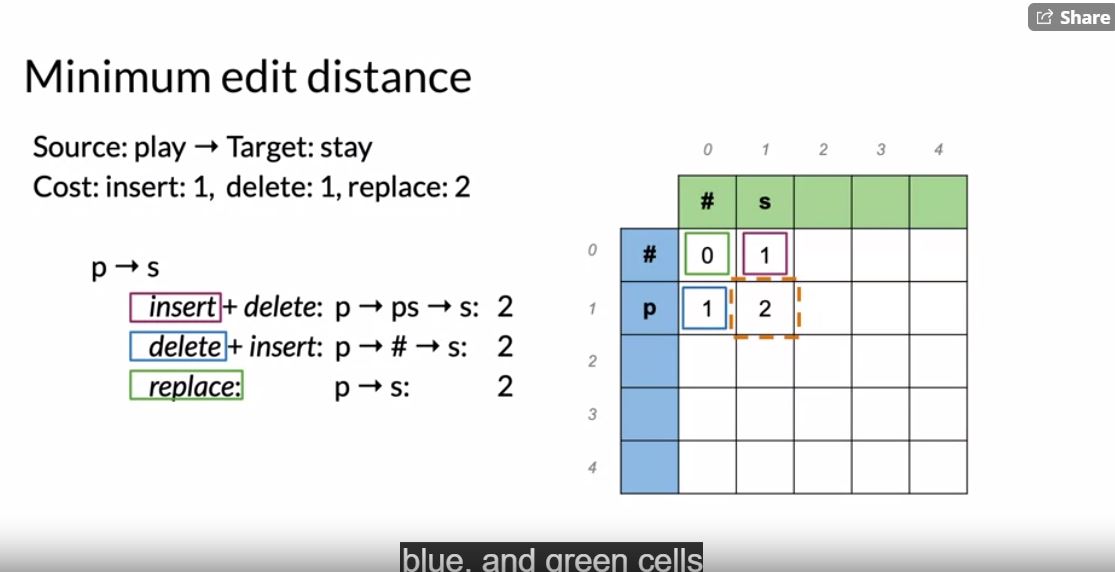 Share
Minimum edit distance
Source: play → Target: stay
Cost: insert: 1, delete: 1, replace: 2
p → s
insert + delete: p → ps → s: 2
delete + insert: p → # → s: 2
replace: p → s: 2
0 1 2 3 4
# s
0 # 0 1
1 p 1 2
2
3
4
blue, and green cells